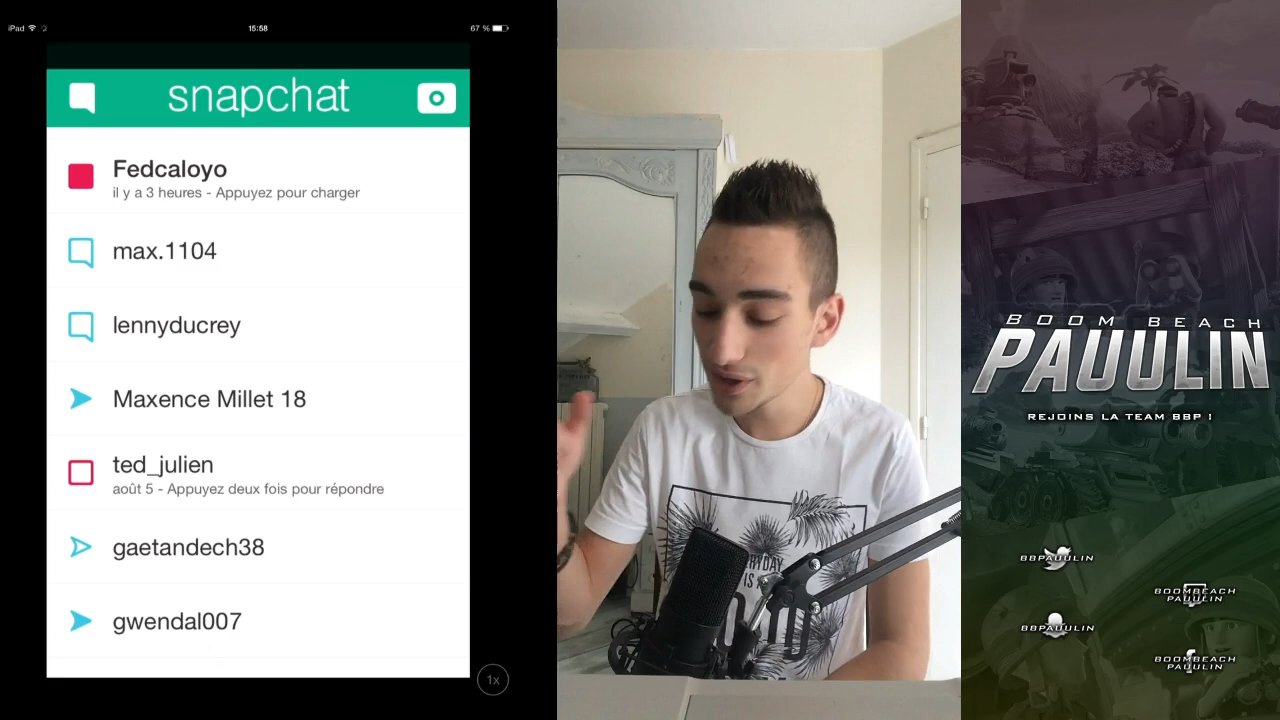 iPad
15:58
67 %
snapchat
Fedcaloyo
il y a 3 heures - Appuyez pour charger
max.1104
lennyducrey
Maxence Millet 18
ted_julien
août 5 - Appuyez deux fois pour répondre
gaetandech38
gwendal007
1x
BOOM BEACH
PAUULIN
REJOINS LA TEAM BBP !
BBPAUULIN
BOOMBEACH
PAUULIN
BBPAUULIN
BOOMBEACH
PAUULIN